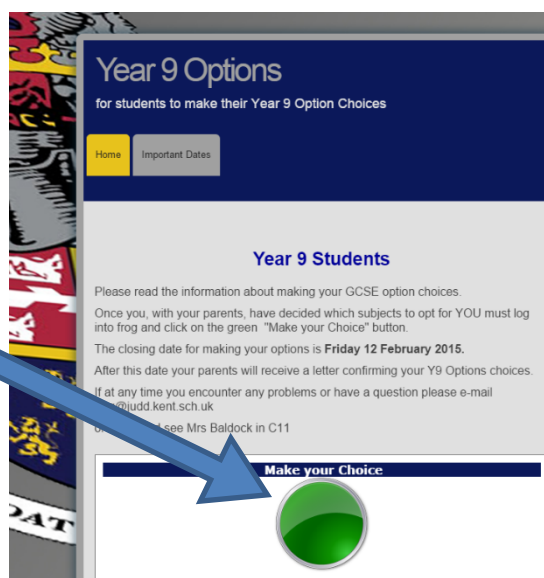 Year 9 Options
for students to make their Year 9 Option Choices
Home
Important Dates
Year 9 Students
Please read the information about making your GCSE option choices.
Once you, with your parents, have decided which subjects to opt for YOU must log
into frog and click on the green "Make your Choice" button.
The closing date for making your options is Friday 12 February 2015.
After this date your parents will receive a letter confirming your Y9 Options choices.
If at any time you encounter any problems or have a question please e-mail
@judd.kent.sch.uk
see Mrs Baldock in C11
Make your Choice
DAT